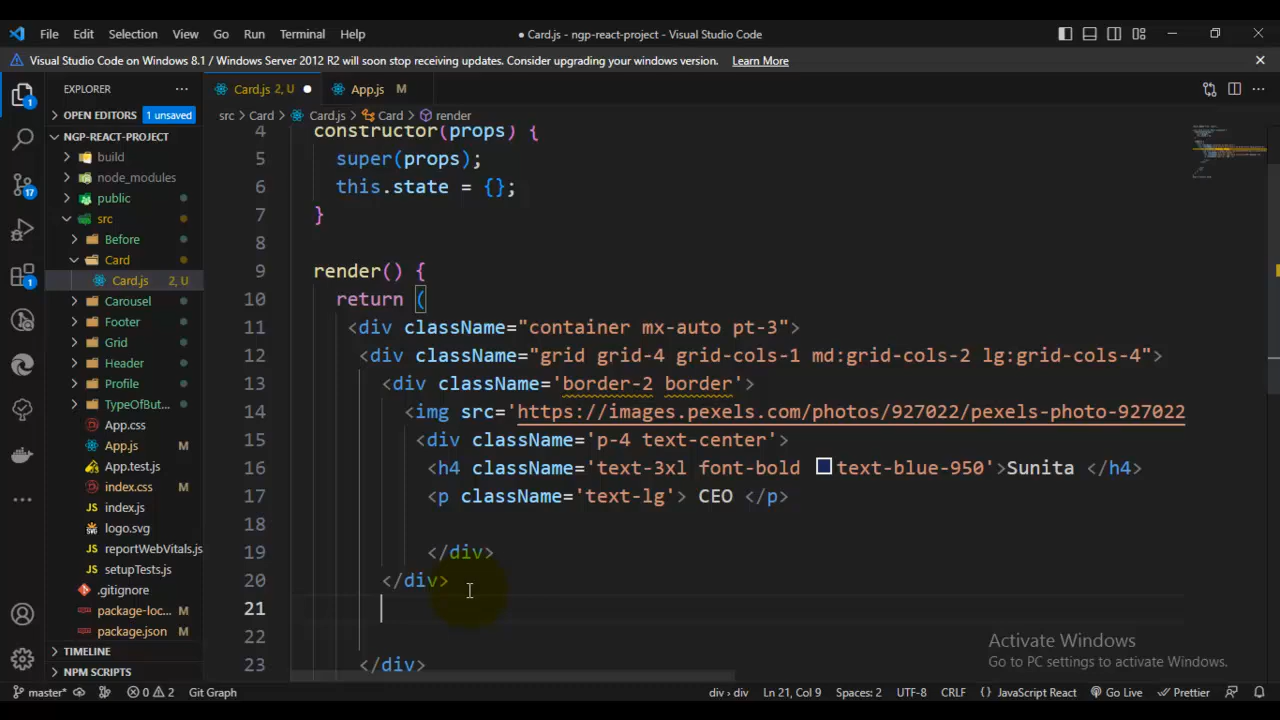 File Edit Selection View Go Run Terminal Help
● Card.js - ngp-react-project - Visual Studio Code
Visual Studio Code on Windows 8.1 / Windows Server 2012 R2 will soon stop receiving updates. Consider upgrading your windows version. Learn More
EXPLORER
Card.js 2, U
App.js M
OPEN EDITORS 1 unsaved
src > Card > Card.js > Card > render
NGP-REACT-PROJECT
build
node_modules
public
src
Before
Card
Card.js 2, U
Carousel
Footer
Grid
Header
Profile
TypeOfBut...
App.css
App.js M
App.test.js
index.css M
index.js
logo.svg
reportWebVitals.js
setupTests.js
.gitignore
package-loc... M
package.json M
TIMELINE
NPM SCRIPTS
1
17
1
4 constructor(props) {
5 super(props);
6 this.state = {};
7 }
8
9 render() {
10 return (
11 <div className="container mx-auto pt-3">
12 <div className="grid grid-4 grid-cols-1 md:grid-cols-2 lg:grid-cols-4">
13 <div className='border-2 border'>
14 <img src='https://images.pexels.com/photos/927022/pexels-photo-927022
15 <div className='p-4 text-center'>
16 <h4 className='text-3xl font-bold text-blue-950'>Sunita </h4>
17 <p className='text-lg'> CEO </p>
18
19 </div>
20 </div>
21
22
23 </div>
Activate Windows
Go to PC settings to activate Windows.
master* 0 2 Git Graph
div > div Ln 21, Col 9 Spaces: 2 UTF-8 CRLF {} JavaScript React Go Live Prettier